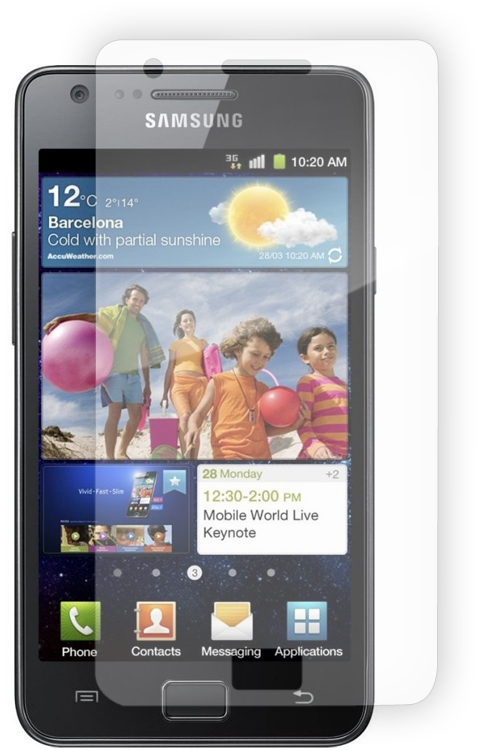 SAMSUNG
3G 10:20 AM
12°C 2°↓14°
Barcelona
Cold with partial sunshine
AccuWeather.com 28/03 10:20 AM
Vivid • Fast • Slim
28 Monday +2
12:30-2:00 PM
Mobile World Live
Keynote
3
Phone Contacts Messaging Applications